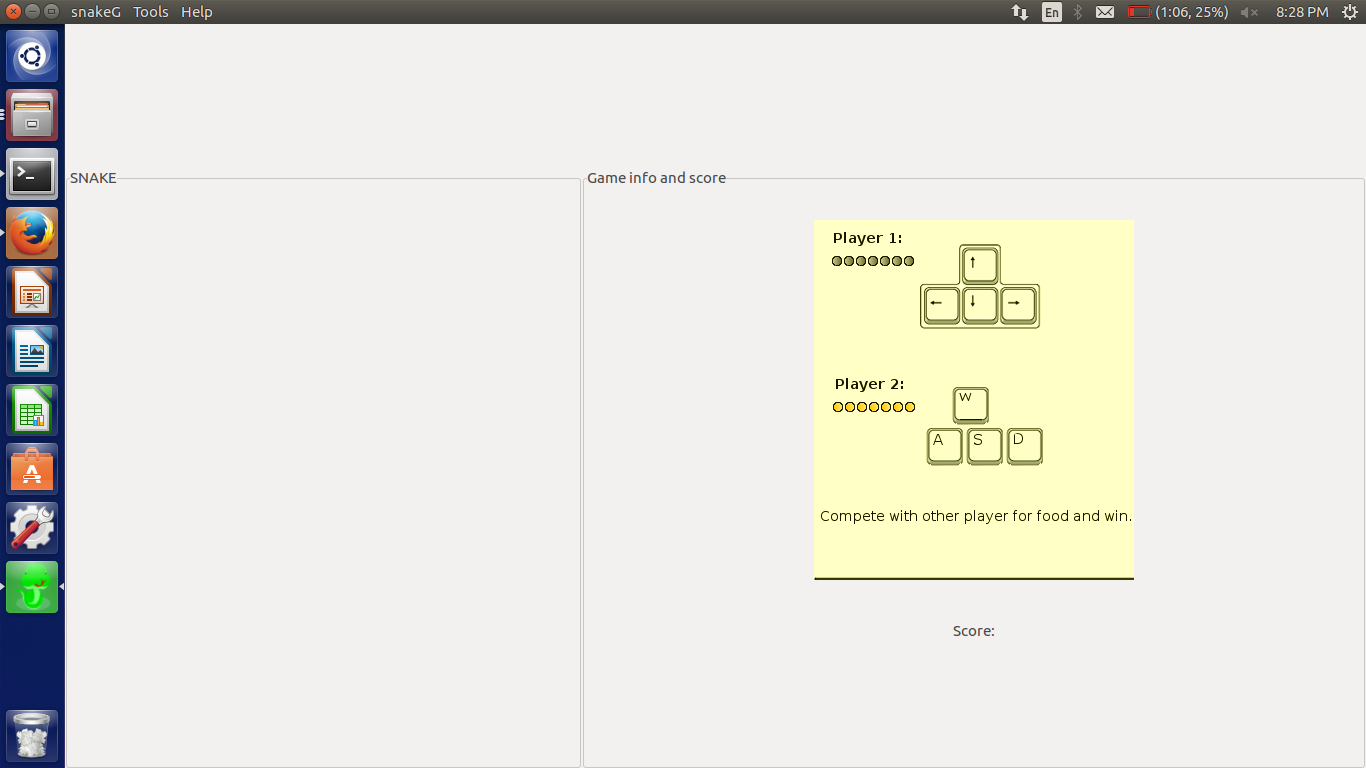 snakeG Tools Help En (1:06, 25%) 8:28 PM
SNAKE
Game info and score
Player 1:
↑
← ↓ →
Player 2:
W
A S D
Compete with other player for food and win.
Score: